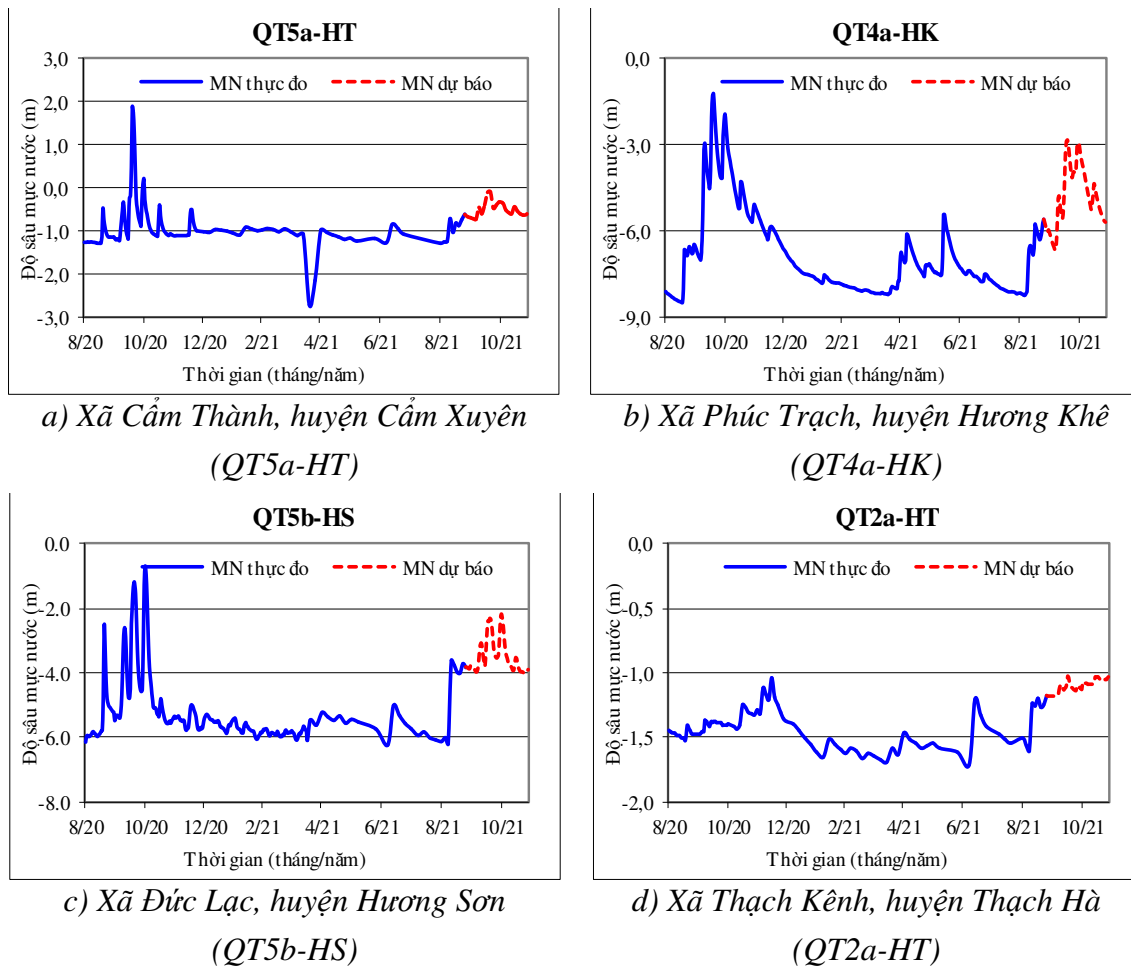 QT5a-HT
3,0
2,0
1,0
0,0
-1,0
-2,0
-3,0
Độ sâu mực nước (m)
MN thực đo
MN dự báo
8/20 10/20 12/20 2/21 4/21 6/21 8/21 10/21
Thời gian (tháng/năm)
a) Xã Cẩm Thành, huyện Cẩm Xuyên
(QT5a-HT)
QT4a-HK
0,0
-3,0
-6,0
-9,0
Độ sâu mực nước (m)
MN thực đo
MN dự báo
8/20 10/20 12/20 2/21 4/21 6/21 8/21 10/21
Thời gian (tháng/năm)
b) Xã Phúc Trạch, huyện Hương Khê
(QT4a-HK)
QT5b-HS
0.0
-2.0
-4.0
-6.0
-8.0
Độ sâu mực nước (m)
MN thực đo
MN dự báo
8/20 10/20 12/20 2/21 4/21 6/21 8/21 10/21
Thời gian (tháng/năm)
c) Xã Đức Lạc, huyện Hương Sơn
(QT5b-HS)
QT2a-HT
0,0
-0,5
-1,0
-1,5
-2,0
Độ sâu mực nước (m)
MN thực đo
MN dự báo
8/20 10/20 12/20 2/21 4/21 6/21 8/21 10/21
Thời gian (tháng/năm)
d) Xã Thạch Kênh, huyện Thạch Hà
(QT2a-HT)